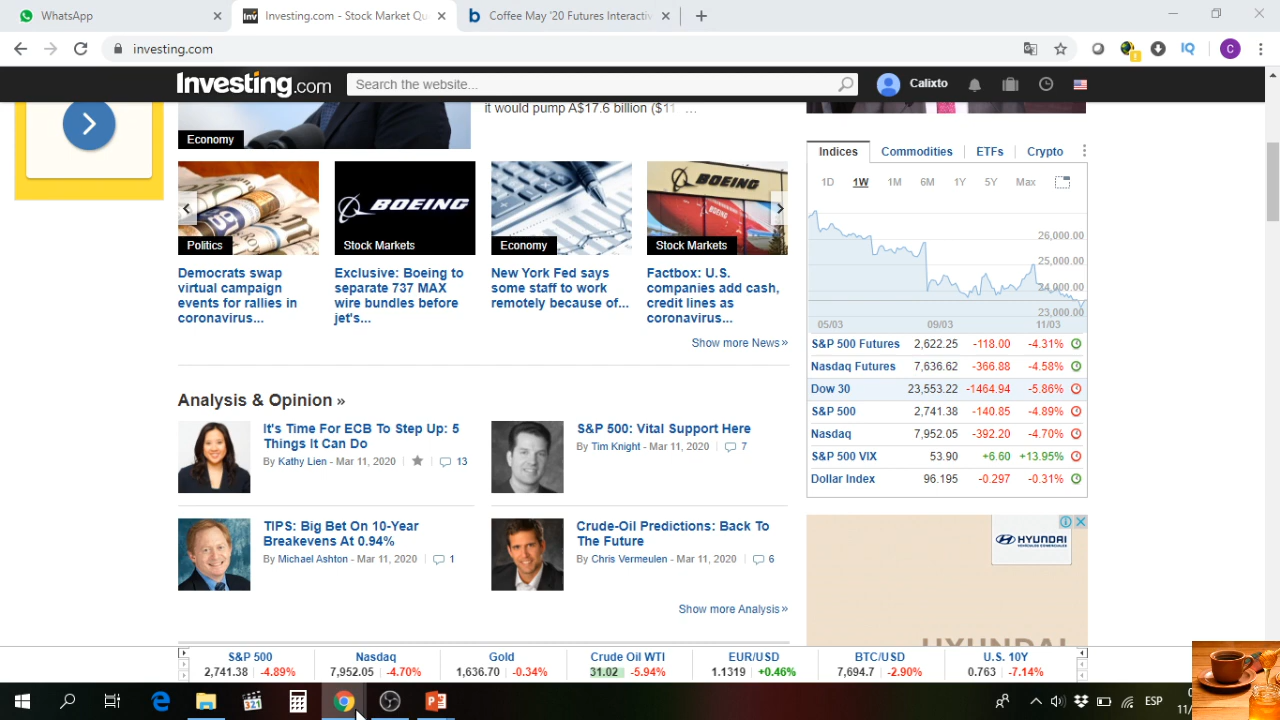 WhatsApp
Investing.com - Stock Market Qu
Coffee May '20 Futures Interactiv
investing.com
IQ
C
Investing.com
Search the website...
Calixto
it would pump A$17.6 billion ($11 ...
Economy
Politics
Stock Markets
Economy
Stock Markets
BOEING
BOEING
Democrats swap
virtual campaign
events for rallies in
coronavirus...
Exclusive: Boeing to
separate 737 MAX
wire bundles before
jet's...
New York Fed says
some staff to work
remotely because of...
Factbox: U.S.
companies add cash,
credit lines as
coronavirus...
Show more News»
Analysis & Opinion »
It's Time For ECB To Step Up: 5
Things It Can Do
By Kathy Lien - Mar 11, 2020 13
S&P 500: Vital Support Here
By Tim Knight - Mar 11, 2020 7
TIPS: Big Bet On 10-Year
Breakevens At 0.94%
By Michael Ashton - Mar 11, 2020 1
Crude-Oil Predictions: Back To
The Future
By Chris Vermeulen - Mar 11, 2020 6
Show more Analysis»
Indices Commodities ETFs Crypto
1D 1W 1M 6M 1Y 5Y Max
26,000.00
25,000.00
24,000.00
23,000.00
05/03 09/03 11/03
S&P 500 Futures 2,622.25 -118.00 -4.31%
Nasdaq Futures 7,636.62 -366.88 -4.58%
Dow 30 23,553.22 -1464.94 -5.86%
S&P 500 2,741.38 -140.85 -4.89%
Nasdaq 7,952.05 -392.20 -4.70%
S&P 500 VIX 53.90 +6.60 +13.95%
Dollar Index 96.195 -0.297 -0.31%
HYUNDAI
HYUNDAI
S&P 500 Nasdaq Gold Crude Oil WTI EUR/USD BTC/USD U.S. 10Y
2,741.38 -4.89% 7,952.05 -4.70% 1,636.70 -0.34% 31.02 -5.94% 1.1319 +0.46% 7,694.7 -2.90% 0.763 -7.14%
321
ESP